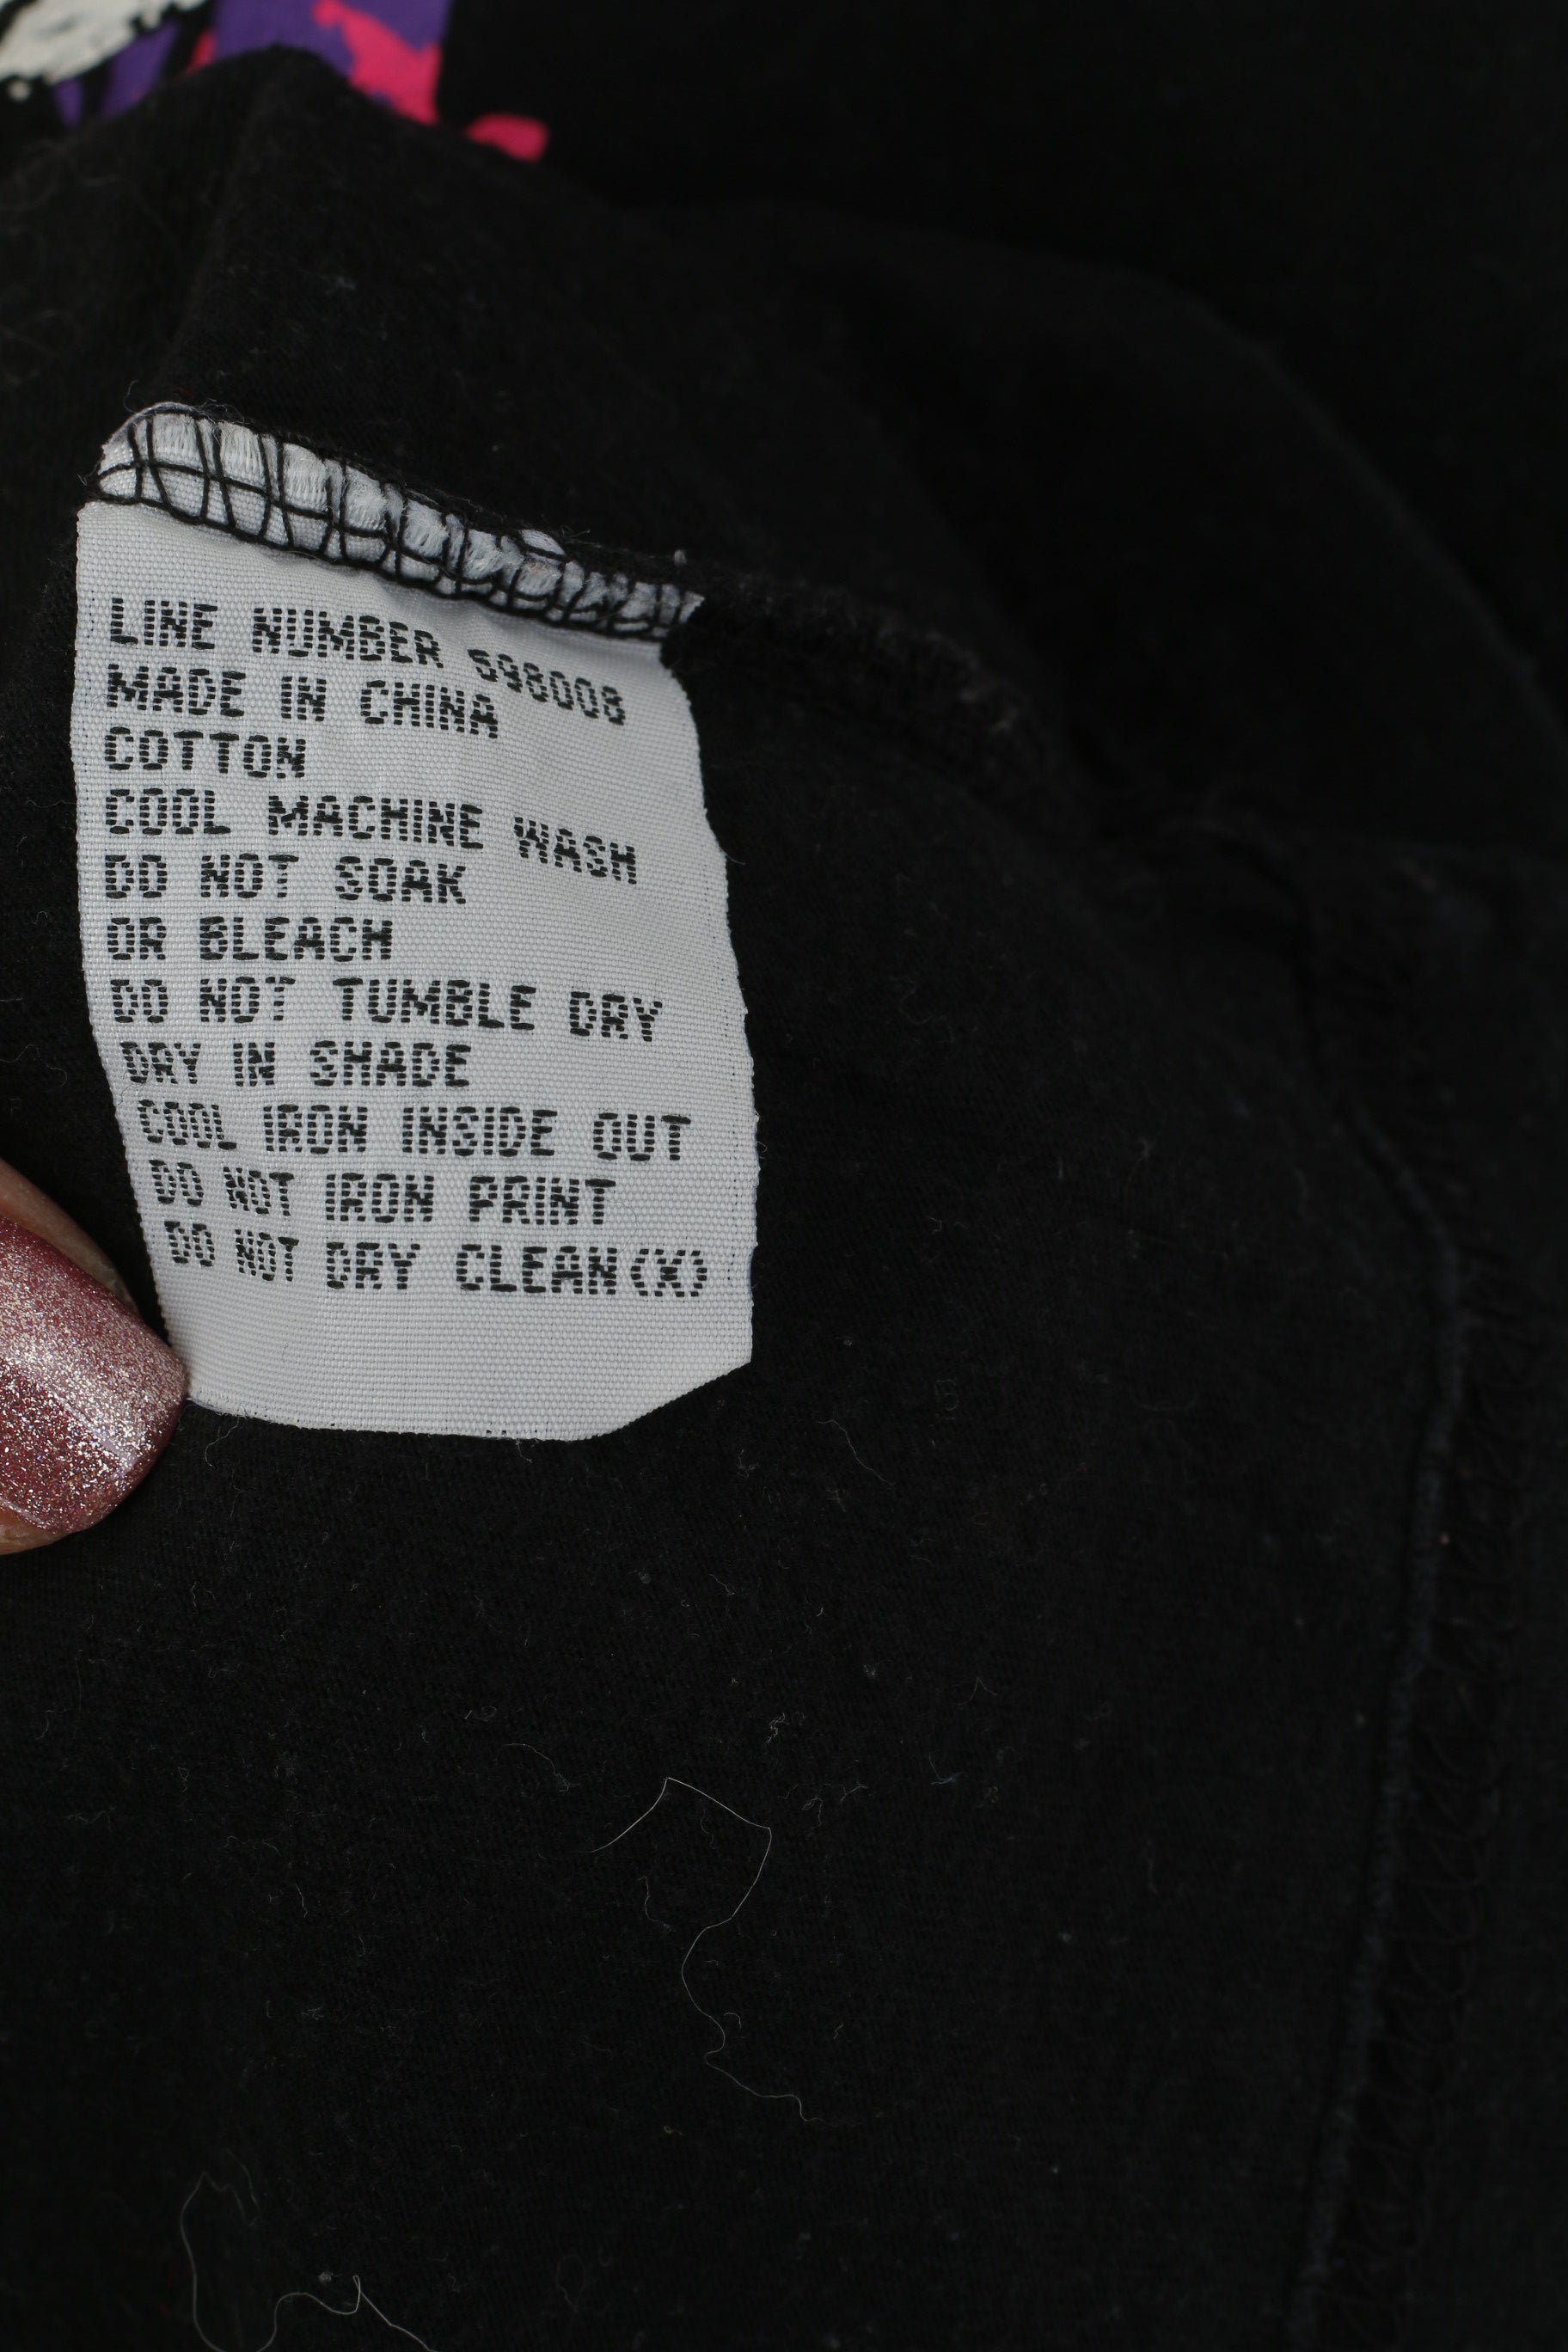 LINE NUMBER 598008
MADE IN CHINA
COTTON
COOL MACHINE WASH
DO NOT SOAK
OR BLEACH
DO NOT TUMBLE DRY
DRY IN SHADE
COOL IRON INSIDE OUT
DO NOT IRON PRINT
DO NOT DRY CLEAN(X)